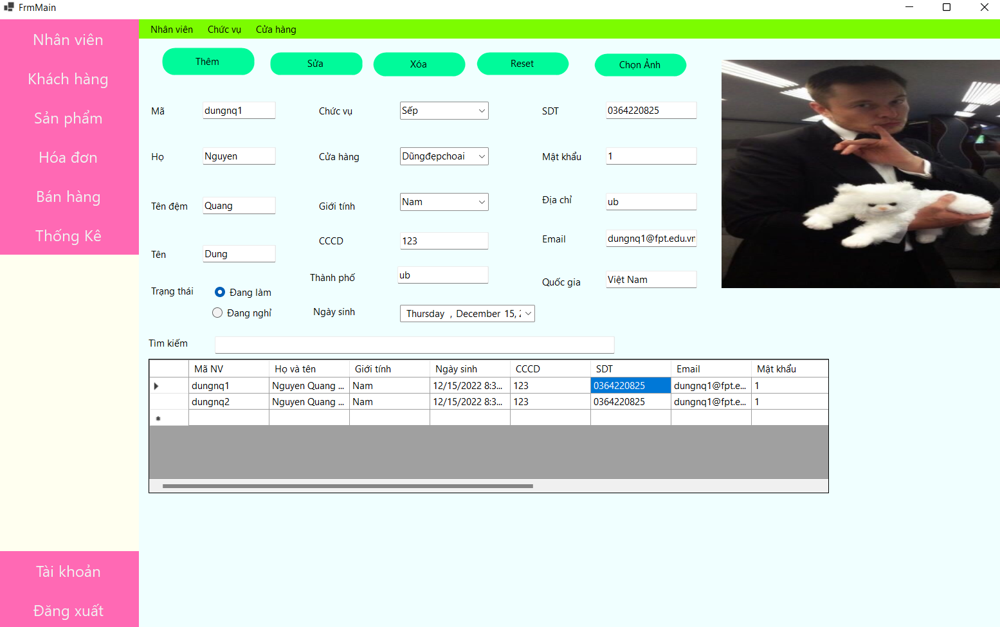 FrmMain
Nhân viên
Khách hàng
Sản phẩm
Hóa đơn
Bán hàng
Thống Kê
Tài khoản
Đăng xuất
Nhân viên Chức vụ Cửa hàng
Thêm Sửa Xóa Reset Chọn Ảnh
Mã dungnq1 Chức vụ Sếp SDT 0364220825
Họ Nguyen Cửa hàng Dũngđẹpchoai Mật khẩu 1
Tên đệm Quang Giới tính Nam Địa chỉ ub
CCCD 123 Email dungnq1@fpt.edu.vn
Tên Dung
Thành phố ub Quốc gia Việt Nam
Trạng thái Đang làm
Đang nghỉ Ngày sinh Thursday , December 15,
Tìm kiếm
Mã NV Họ và tên Giới tính Ngày sinh CCCD SDT Email Mật khẩu
dungnq1 Nguyen Quang ... Nam 12/15/2022 8:3... 123 0364220825 dungnq1@fpt.e... 1
dungnq2 Nguyen Quang ... Nam 12/15/2022 8:3... 123 0364220825 dungnq1@fpt.e... 1